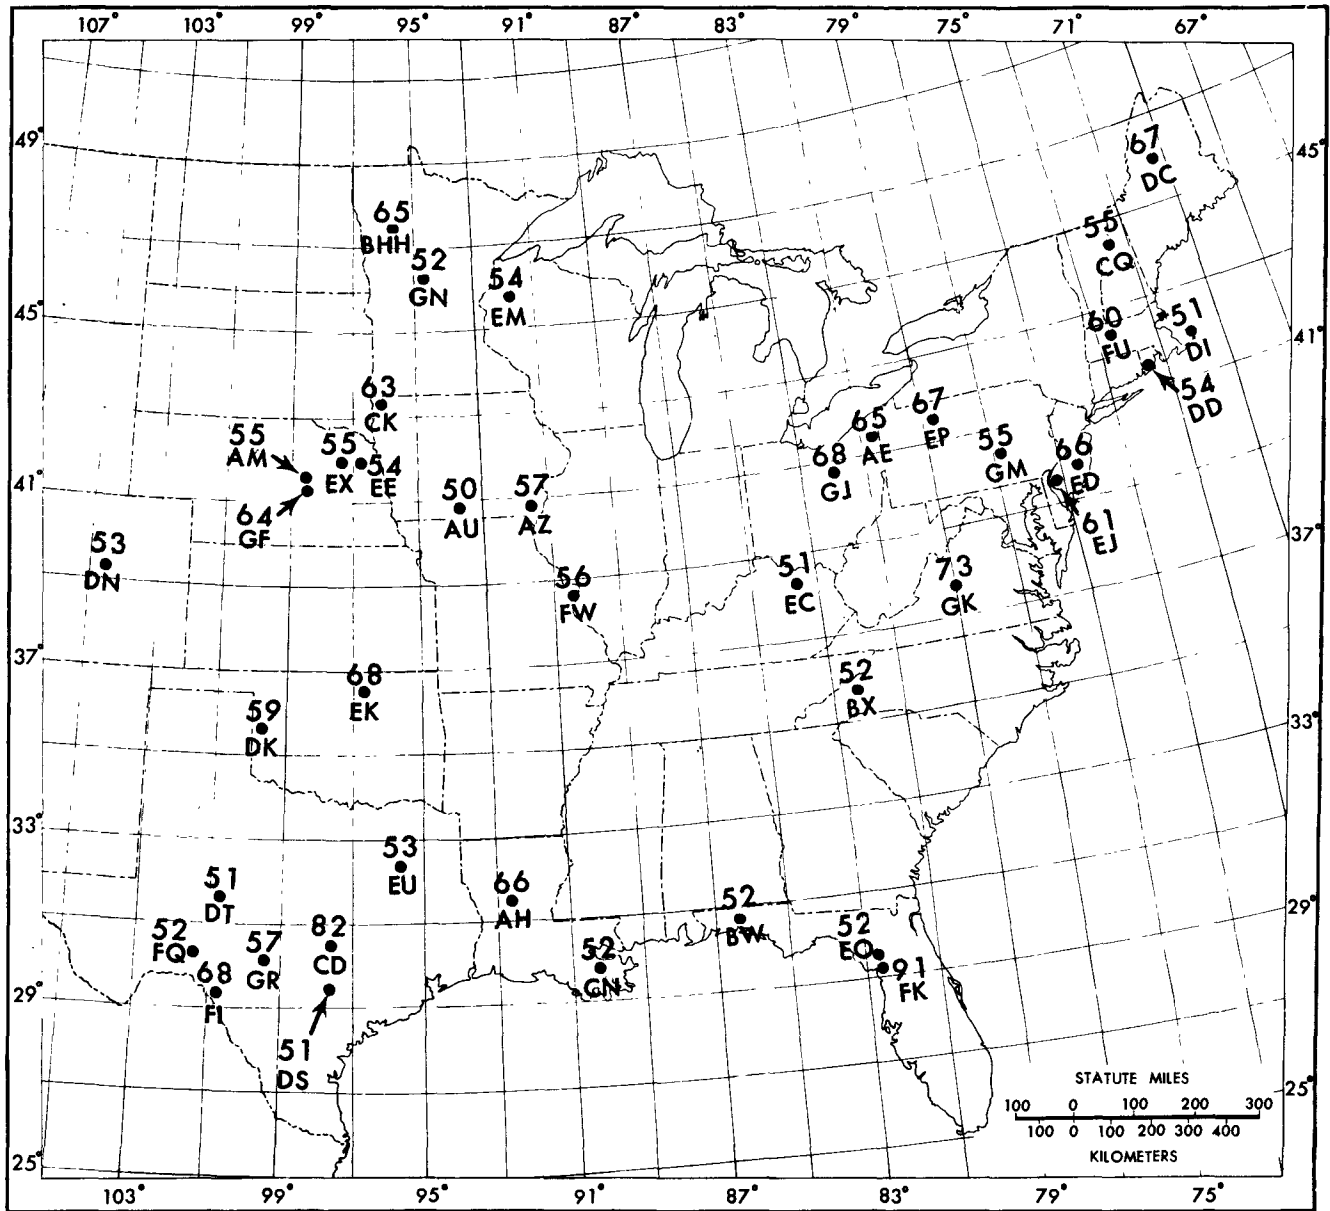 107° 103° 99° 95° 91° 87° 83° 79° 75° 71° 67°
49°
45°
67
DC
55
CQ
65
BHH
52
GN
54
EM
45°
51
DI
60
FU
41°
54
DD
63
CK
67
EP
65
AE
55
AM
55
EX
54
EE
68
GJ
55
GM
66
ED
41°
50
AU
57
AZ
64
GF
61
EJ
37°
53
DN
56
FW
51
EC
73
GK
37°
68
EK
52
BX
59
DK
33°
33°
53
EU
51
DT
66
AH
52
FQ
57
GR
82
CD
52
BW
52
EO
29°
52
GN
91
FK
68
FI
29°
51
DS
STATUTE MILES
100 0 100 200 300
100 0 100 200 300 400
KILOMETERS
25°
25°
103° 99° 95° 91° 87° 83° 79° 75°